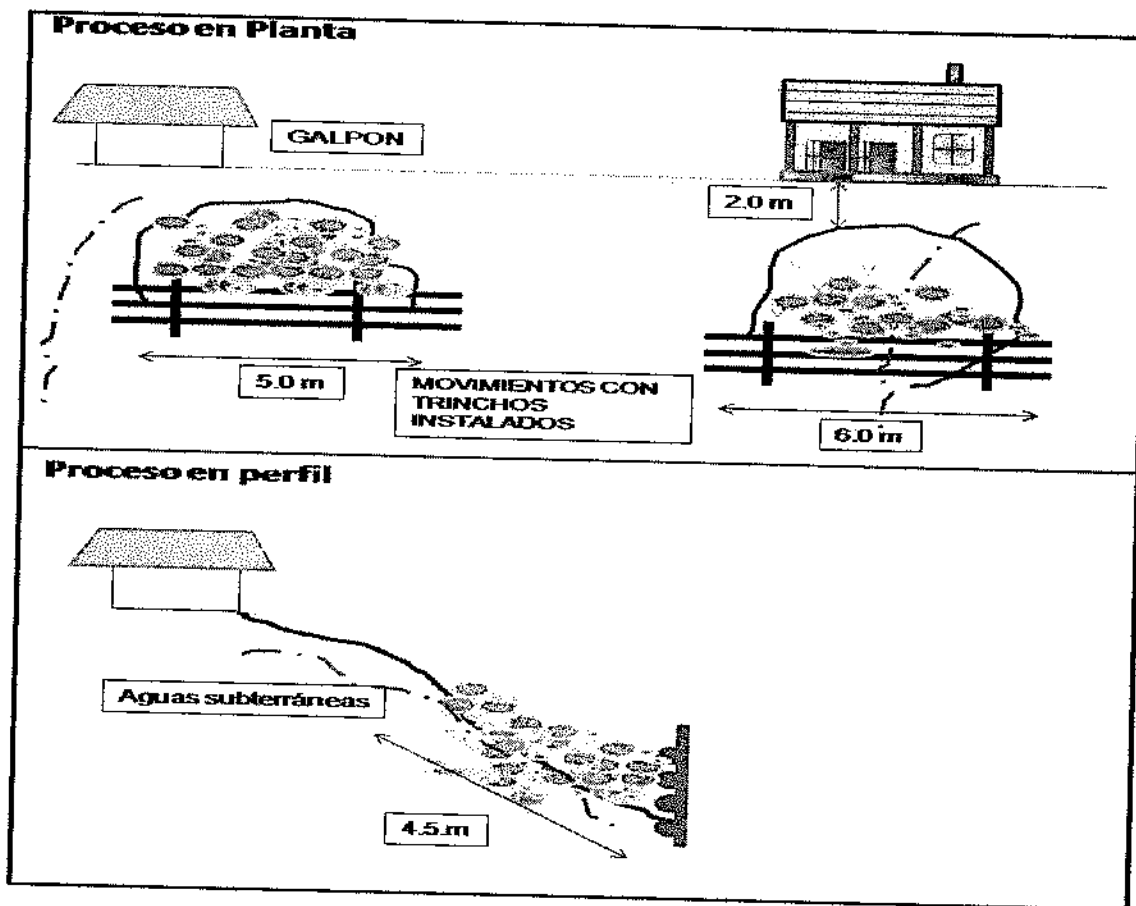 Proceso en Planta
GALPON
2.0 m
5.0 m
MOVIMIENTOS CON
TRINCHOS
INSTALADOS
6.0 m
Proceso en perfil
Aguas subterráneas
4.5.m